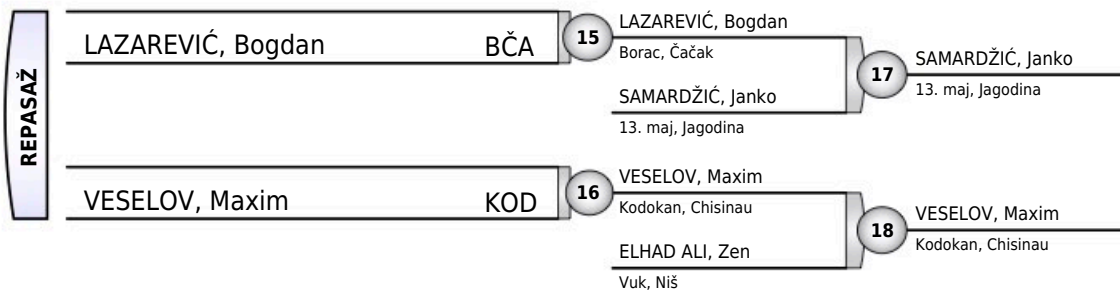 REPASAŽ
LAZAREVIĆ, Bogdan BČA
15
LAZAREVIĆ, Bogdan
Borac, Čačak
SAMARDŽIĆ, Janko
13. maj, Jagodina
17
SAMARDŽIĆ, Janko
13. maj, Jagodina
VESELOV, Maxim KOD
16
VESELOV, Maxim
Kodokan, Chisinau
ELHAD ALI, Zen
Vuk, Niš
18
VESELOV, Maxim
Kodokan, Chisinau